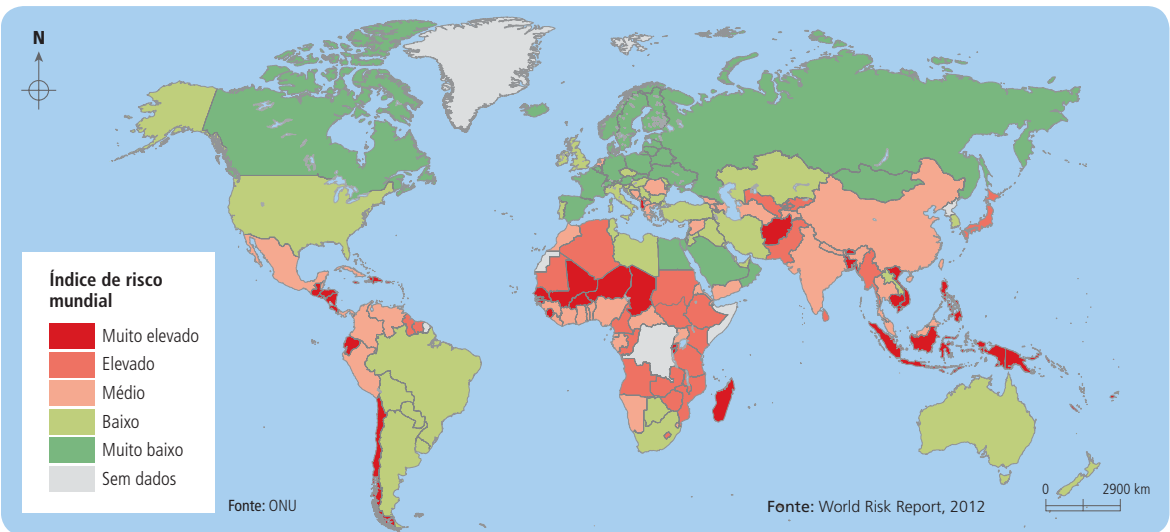 N
Índice de risco
mundial
Muito elevado
Elevado
Médio
Baixo
Muito baixo
Sem dados
Fonte: ONU
Fonte: World Risk Report, 2012
0 2900 km